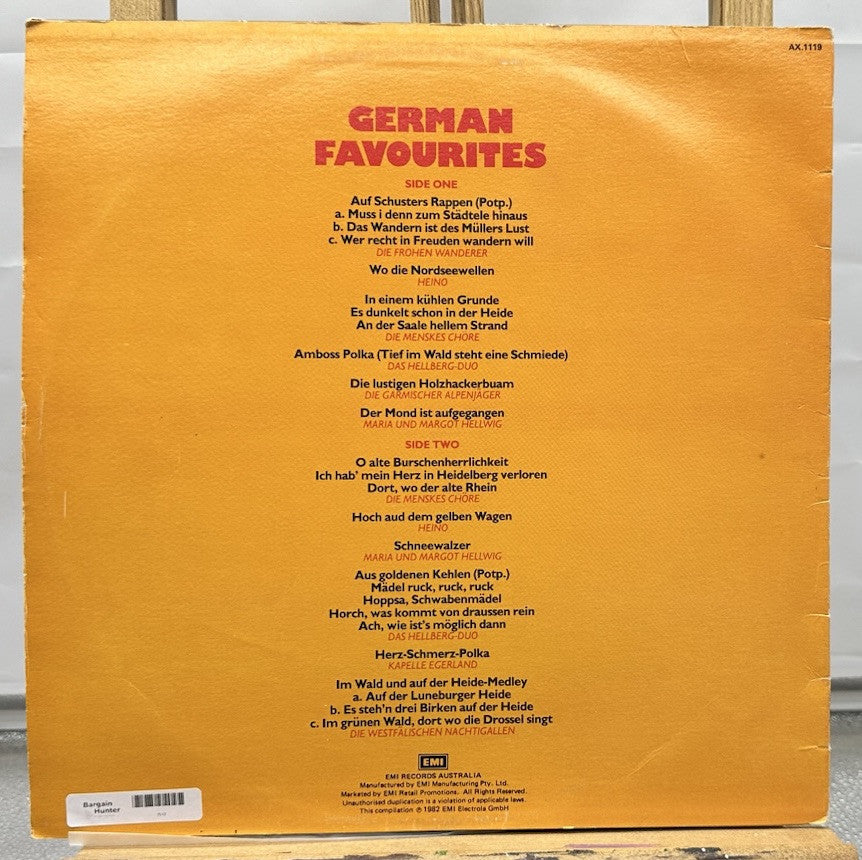 AX.1119
GERMAN
FAVOURITES
SIDE ONE
Auf Schusters Rappen (Potp.)
a. Muss i denn zum Städtele hinaus
b. Das Wandern ist des Müllers Lust
c. Wer recht in Freuden wandern will
DIE FROHEN WANDERER
Wo die Nordseewellen
HEINO
In einem kühlen Grunde
Es dunkelt schon in der Heide
An der Saale hellem Strand
DIE MENSKES CHÖRE
Amboss Polka (Tief im Wald steht eine Schmiede)
DAS HELLBERG-DUO
Die lustigen Holzhackerbuam
DIE GARMISCHER ALPENJAGER
Der Mond ist aufgegangen
MARIA UND MARGOT HELLWIG
SIDE TWO
O alte Burschenherrlichkeit
Ich hab' mein Herz in Heidelberg verloren
Dort, wo der alte Rhein
DIE MENSKES CHÖRE
Hoch aud dem gelben Wagen
HEINO
Schneewalzer
MARIA UND MARGOT HELLWIG
Aus goldenen Kehlen (Potp.)
Mädel ruck, ruck, ruck
Hoppsa, Schwabenmädel
Horch, was kommt von draussen rein
Ach, wie ist's möglich dann
DAS HELLBERG-DUO
Herz-Schmerz-Polka
KAPELLE EGERLAND
Im Wald und auf der Heide-Medley
a. Auf der Luneburger Heide
b. Es steh'n drei Birken auf der Heide
c. Im grünen Wald, dort wo die Drossel singt
DIE WESTFÄLISCHEN NACHTIGALLEN
EMI
EMI RECORDS AUSTRALIA
Manufactured by EMI Manufacturing Pty. Ltd.
Marketed by EMI Retail Promotions. All Rights Reserved.
Unauthorised duplication is a violation of applicable laws.
This compilation ℗ 1982 EMI Electrola GmbH
Bargain
Hunter